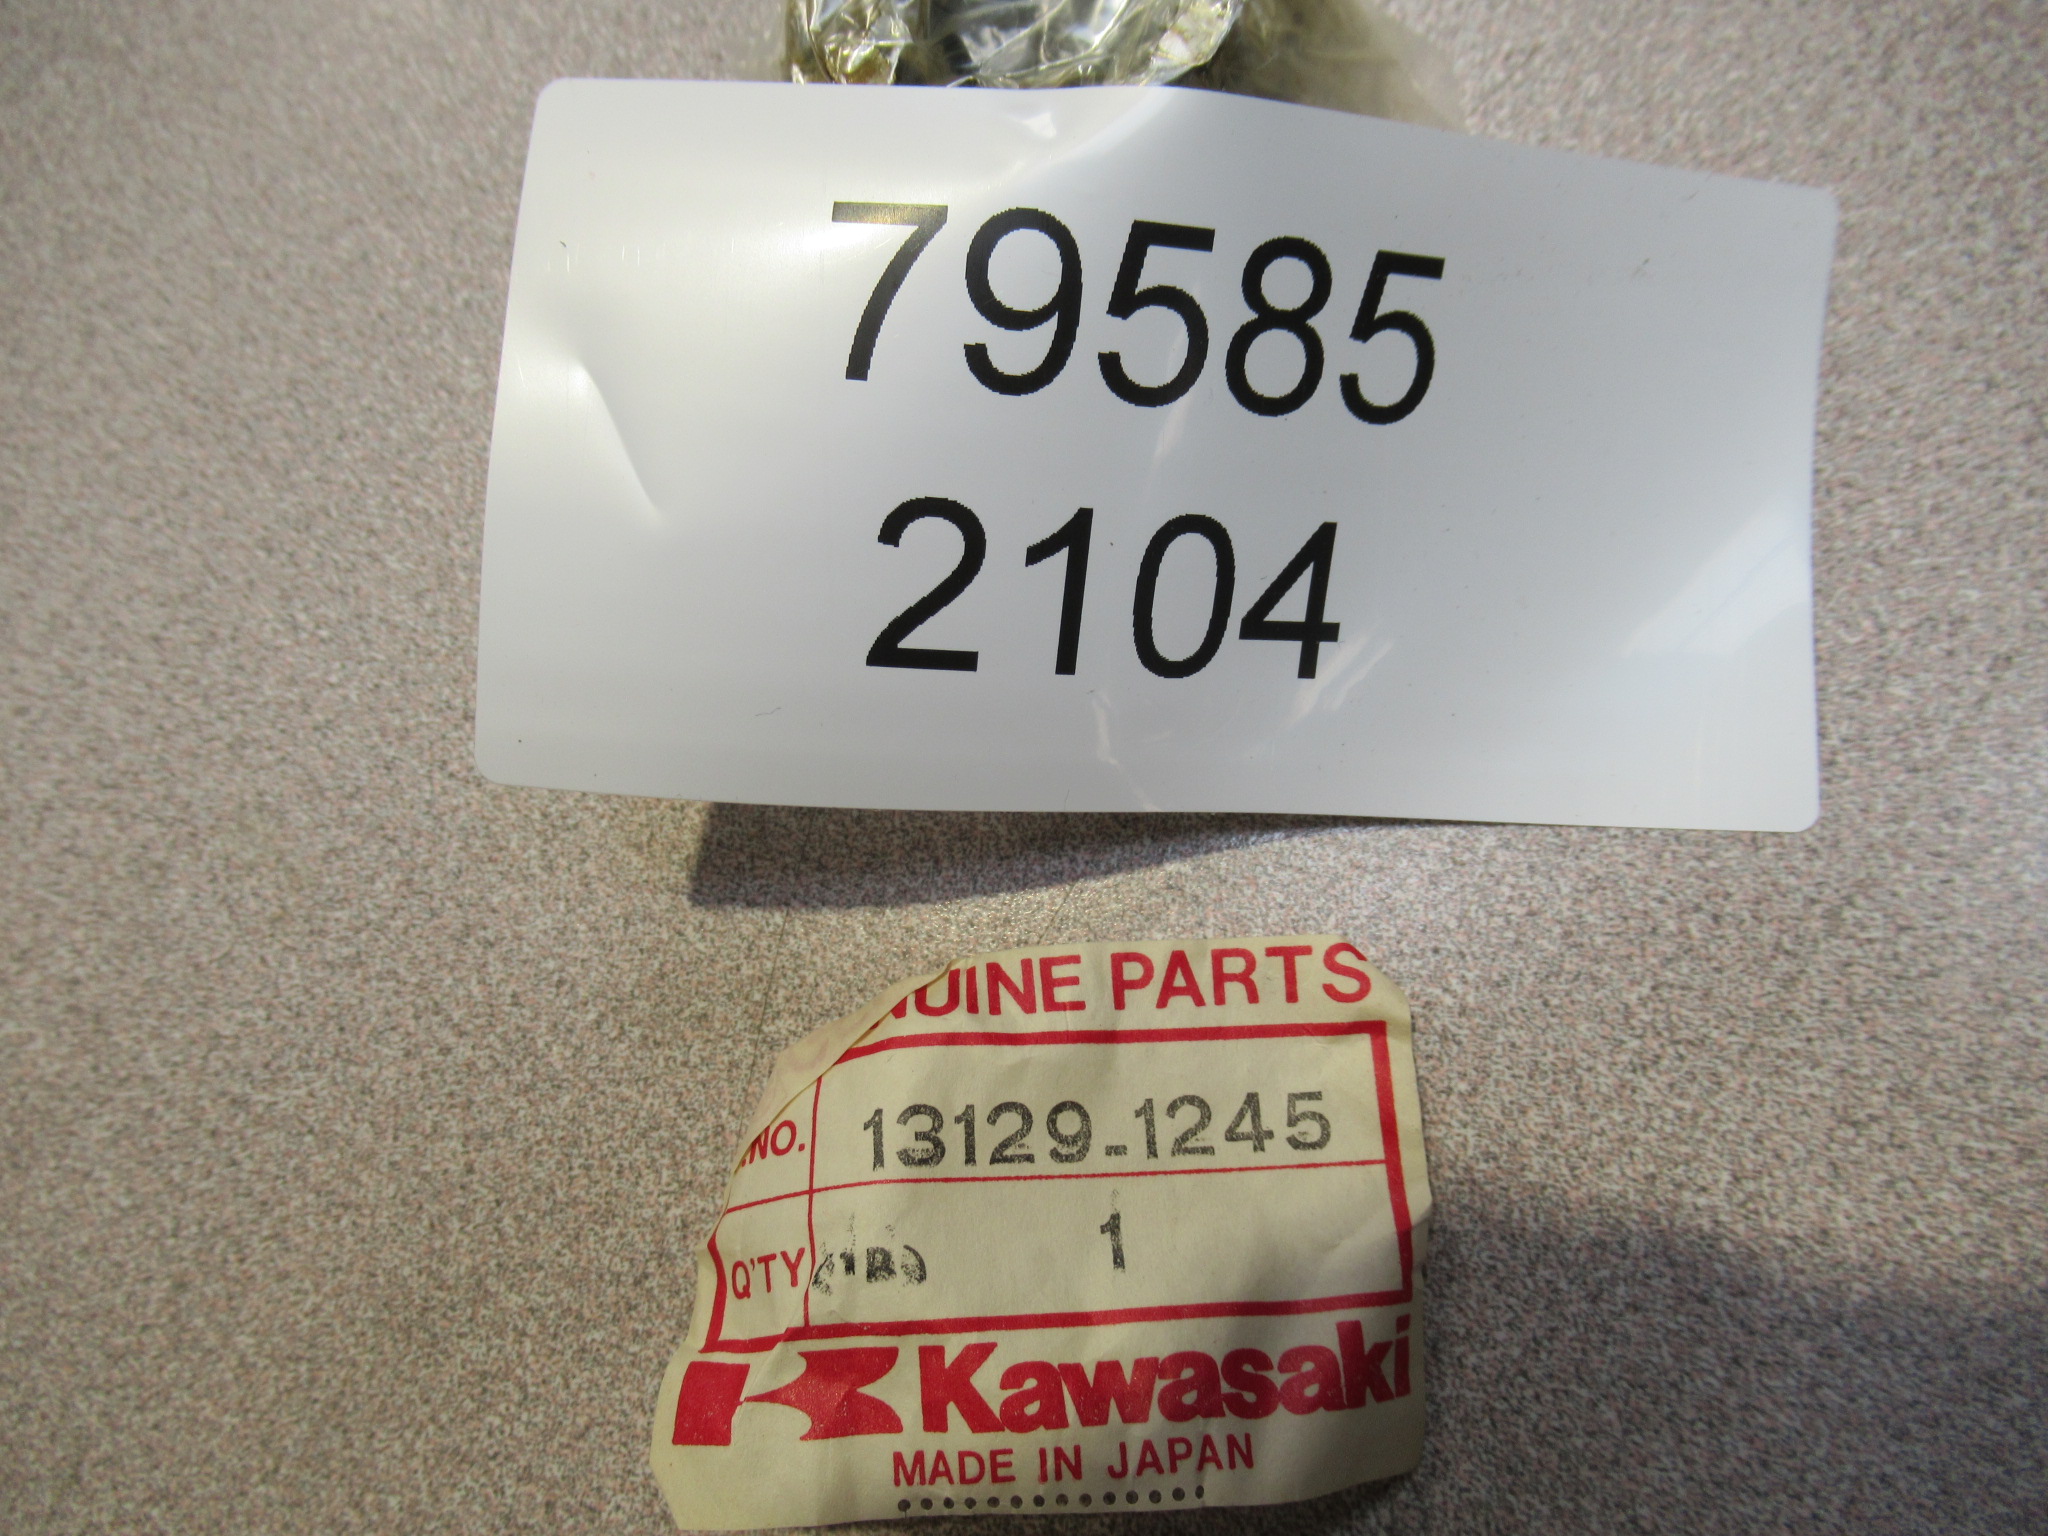 79585
2104
NUINE PARTS
.NO. 13129-1245
Q'TY 1
Kawasaki
MADE IN JAPAN